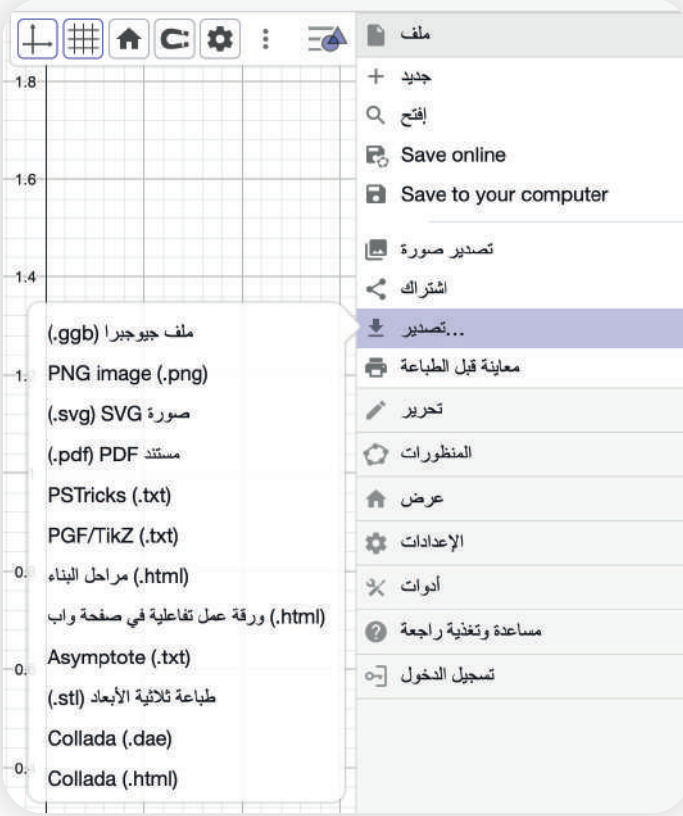 ملف
جديد
إفتح
Save online
Save to your computer
تصدير صورة
اشتراك
تصدير...
معاينة قبل الطباعة
تحرير
المنظورات
عرض
الإعدادات
أدوات
مساعدة وتغذية راجعة
تسجيل الدخول
ملف جيوجبرا (.ggb)
PNG image (.png)
صورة SVG (.svg)
مستند PDF (.pdf)
PSTricks (.txt)
PGF/TikZ (.txt)
مراحل البناء (.html)
ورقة عمل تفاعلية في صفحة واب (.html)
Asymptote (.txt)
طباعة ثلاثية الأبعاد (.stl)
Collada (.dae)
Collada (.html)
1.8
1.6
1.4
0.8